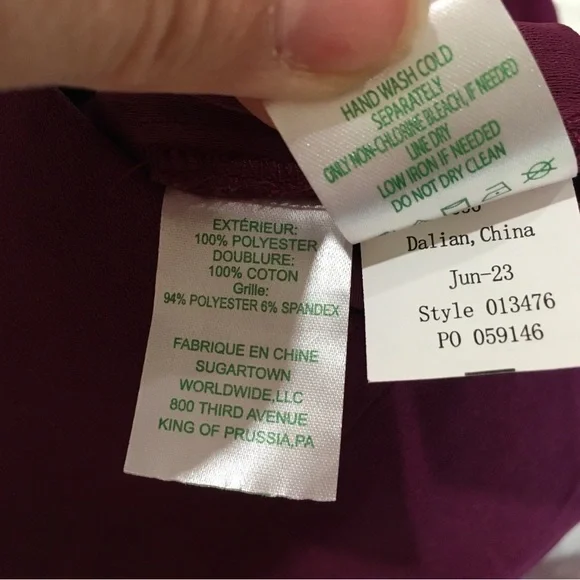 HAND WASH COLD
SEPARATELY
ONLY NON-CHLORINE BLEACH, IF NEEDED
LINE DRY
LOW IRON IF NEEDED
DO NOT DRY CLEAN
EXTÉRIEUR:
100% POLYESTER
DOUBLURE:
100% COTON
Grille:
94% POLYESTER 6% SPANDEX
FABRIQUE EN CHINE
SUGARTOWN
WORLDWIDE,LLC
800 THIRD AVENUE
KING OF PRUSSIA,PA
Dalian,China
Jun-23
Style 013476
PO 059146